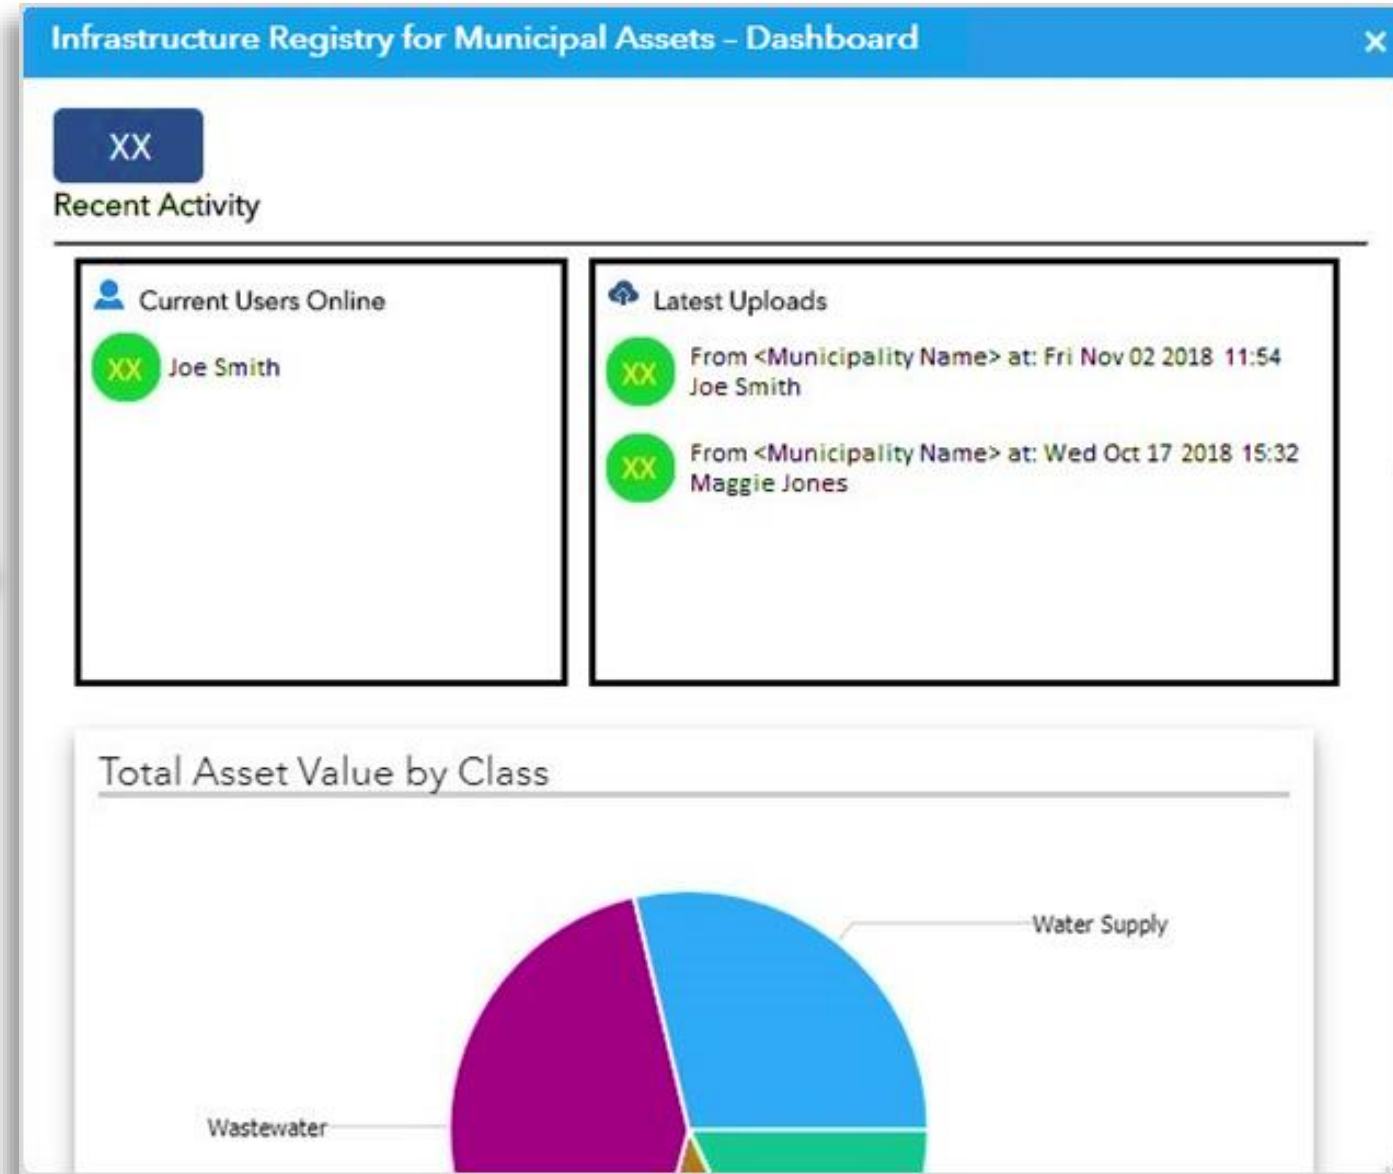 Infrastructure Registry for Municipal Assets – Dashboard
XX
Recent Activity
Current Users Online
XX
Joe Smith
Latest Uploads
XX
From <Municipality Name> at: Fri Nov 02 2018 11:54
Joe Smith
XX
From <Municipality Name> at: Wed Oct 17 2018 15:32
Maggie Jones
Total Asset Value by Class
Water Supply
Wastewater